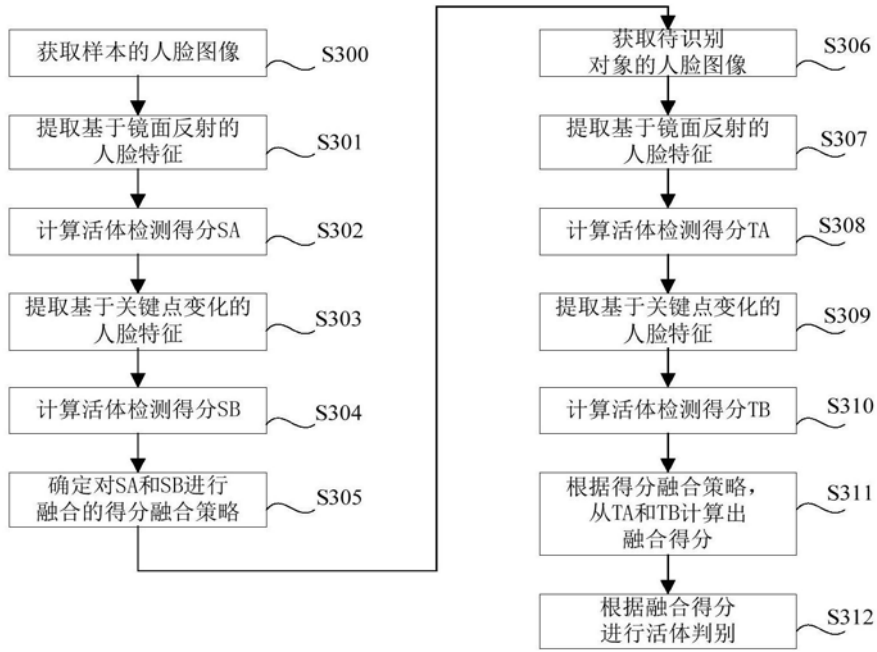 获取样本的人脸图像
S300
提取基于镜面反射的
人脸特征
S301
计算活体检测得分SA
S302
提取基于关键点变化的
人脸特征
S303
计算活体检测得分SB
S304
确定对SA和SB进行
融合的得分融合策略
S305
获取待识别
对象的人脸图像
S306
提取基于镜面反射的
人脸特征
S307
计算活体检测得分TA
S308
提取基于关键点变化的
人脸特征
S309
计算活体检测得分TB
S310
根据得分融合策略，
从TA和TB计算出
融合得分
S311
根据融合得分
进行活体判别
S312